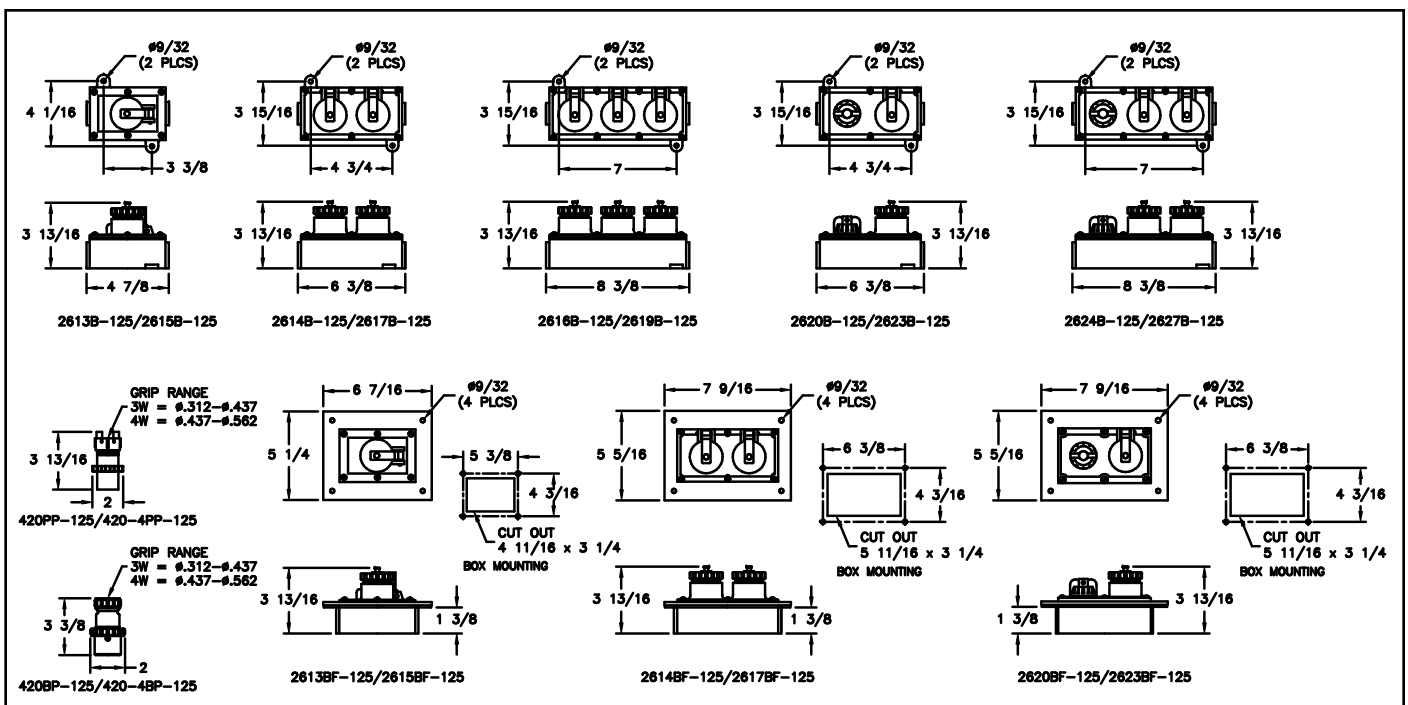 ø9/32
(2 PLCS)
4 1/16
3 3/8
3 13/16
4 7/8
2613B-125/2615B-125
ø9/32
(2 PLCS)
3 15/16
4 3/4
3 13/16
6 3/8
2614B-125/2617B-125
ø9/32
(2 PLCS)
3 15/16
7
3 13/16
8 3/8
2616B-125/2619B-125
ø9/32
(2 PLCS)
3 15/16
4 3/4
3 13/16
6 3/8
2620B-125/2623B-125
ø9/32
(2 PLCS)
3 15/16
7
3 13/16
8 3/8
2624B-125/2627B-125
GRIP RANGE
3W = ø.312-ø.437
4W = ø.437-ø.562
3 13/16
2
420PP-125/420-4PP-125
GRIP RANGE
3W = ø.312-ø.437
4W = ø.437-ø.562
3 3/8
2
420BP-125/420-4BP-125
6 7/16
ø9/32
(4 PLCS)
5 1/4
5 3/8
4 3/16
CUT OUT
4 11/16 x 3 1/4
BOX MOUNTING
3 13/16
1 3/8
2613BF-125/2615BF-125
7 9/16
ø9/32
(4 PLCS)
5 5/16
6 3/8
4 3/16
CUT OUT
5 11/16 x 3 1/4
BOX MOUNTING
3 13/16
1 3/8
2614BF-125/2617BF-125
7 9/16
ø9/32
(4 PLCS)
5 5/16
6 3/8
4 3/16
CUT OUT
5 11/16 x 3 1/4
BOX MOUNTING
1 3/8
3 13/16
2620BF-125/2623BF-125